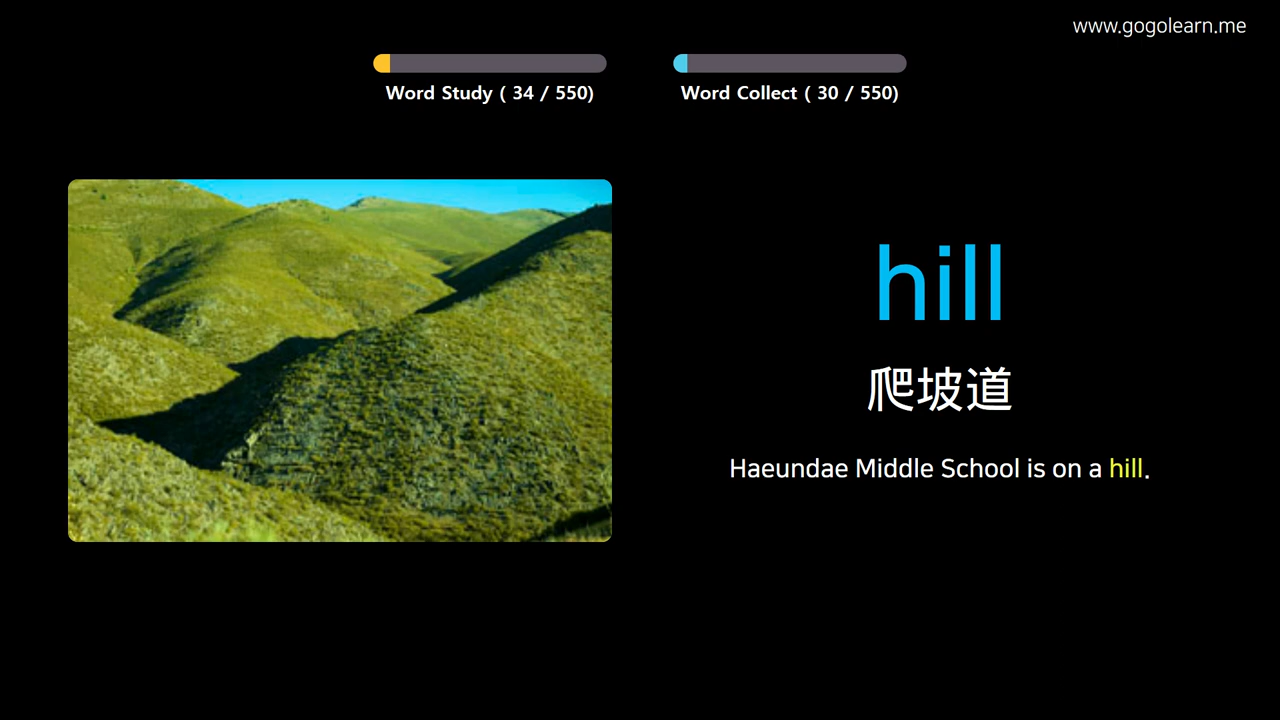 www.gogolearn.me
Word Study ( 34 / 550)
Word Collect ( 30 / 550)
hill
爬坡道
Haeundae Middle School is on a hill.